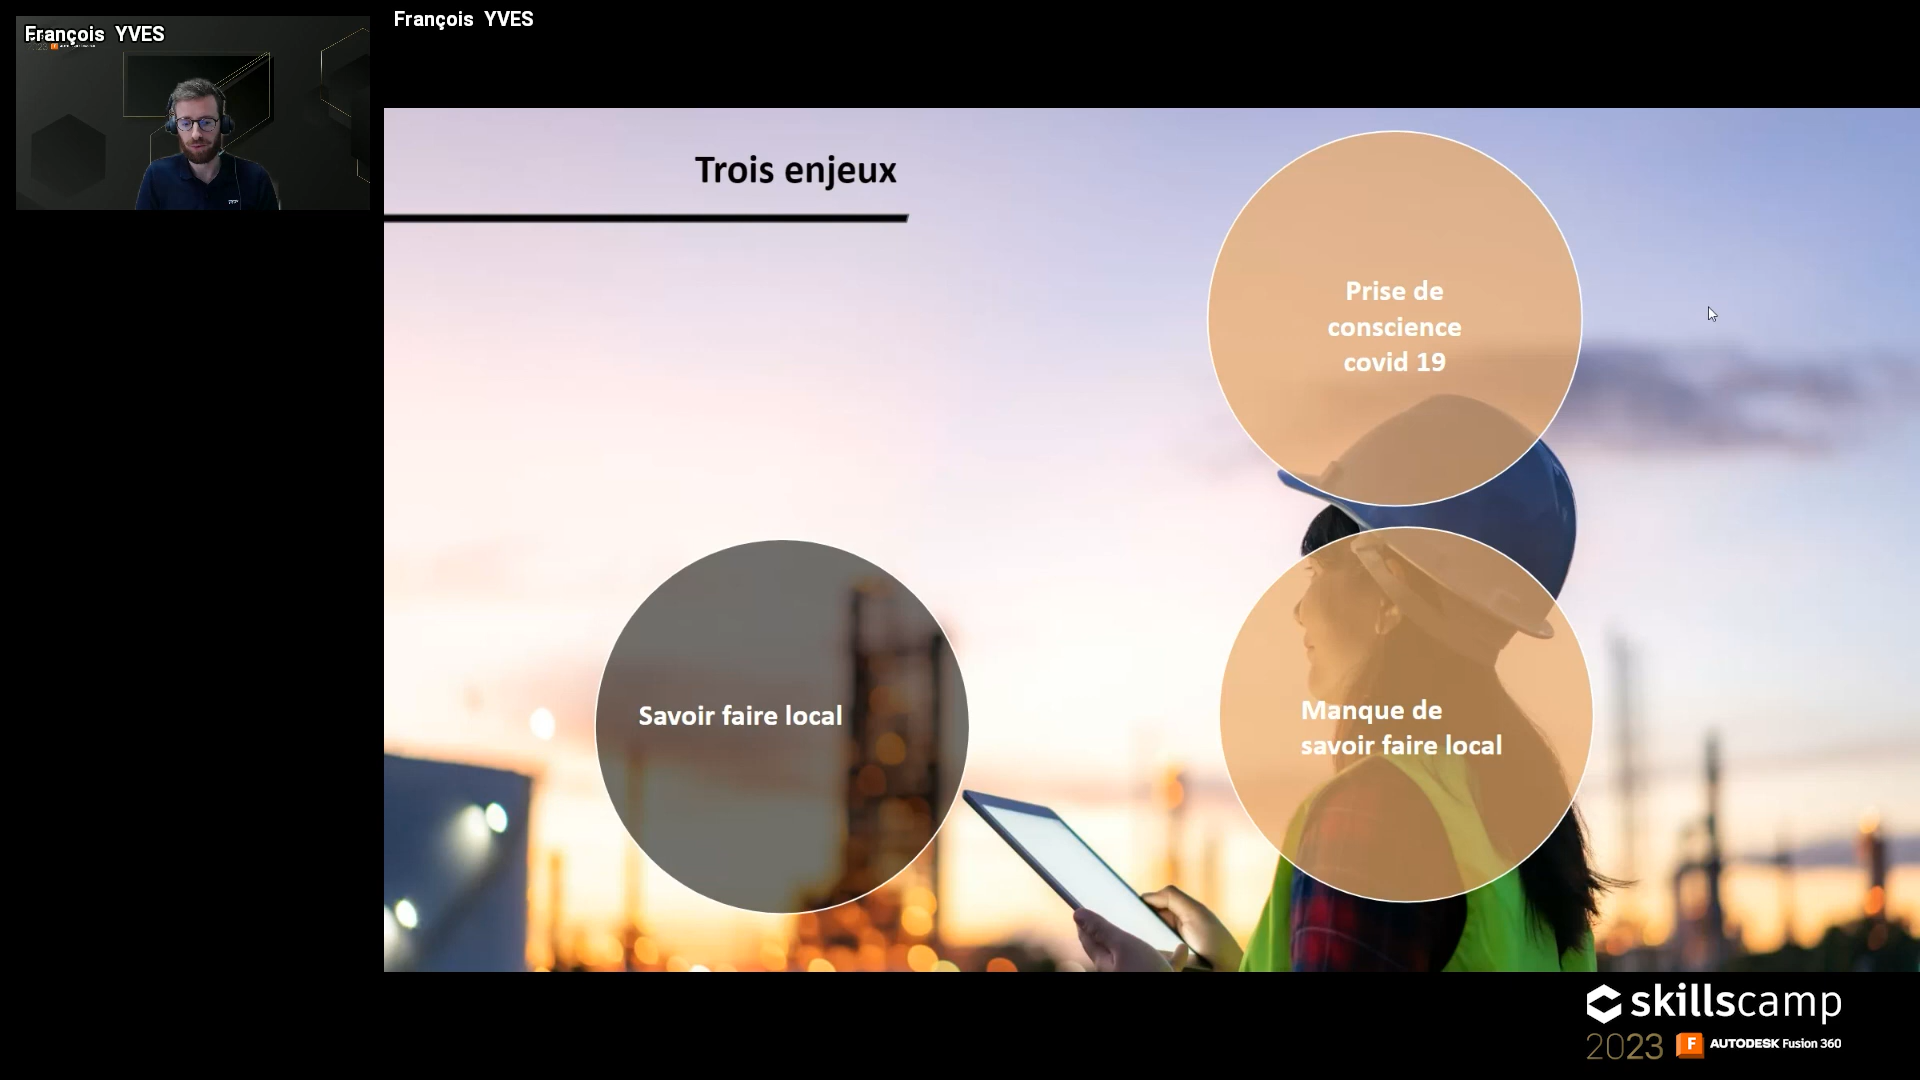 François YVES
François YVES
Trois enjeux
Prise de
conscience
covid 19
Savoir faire local
Manque de
savoir faire local
skillscamp
2023 F AUTODESK Fusion 360